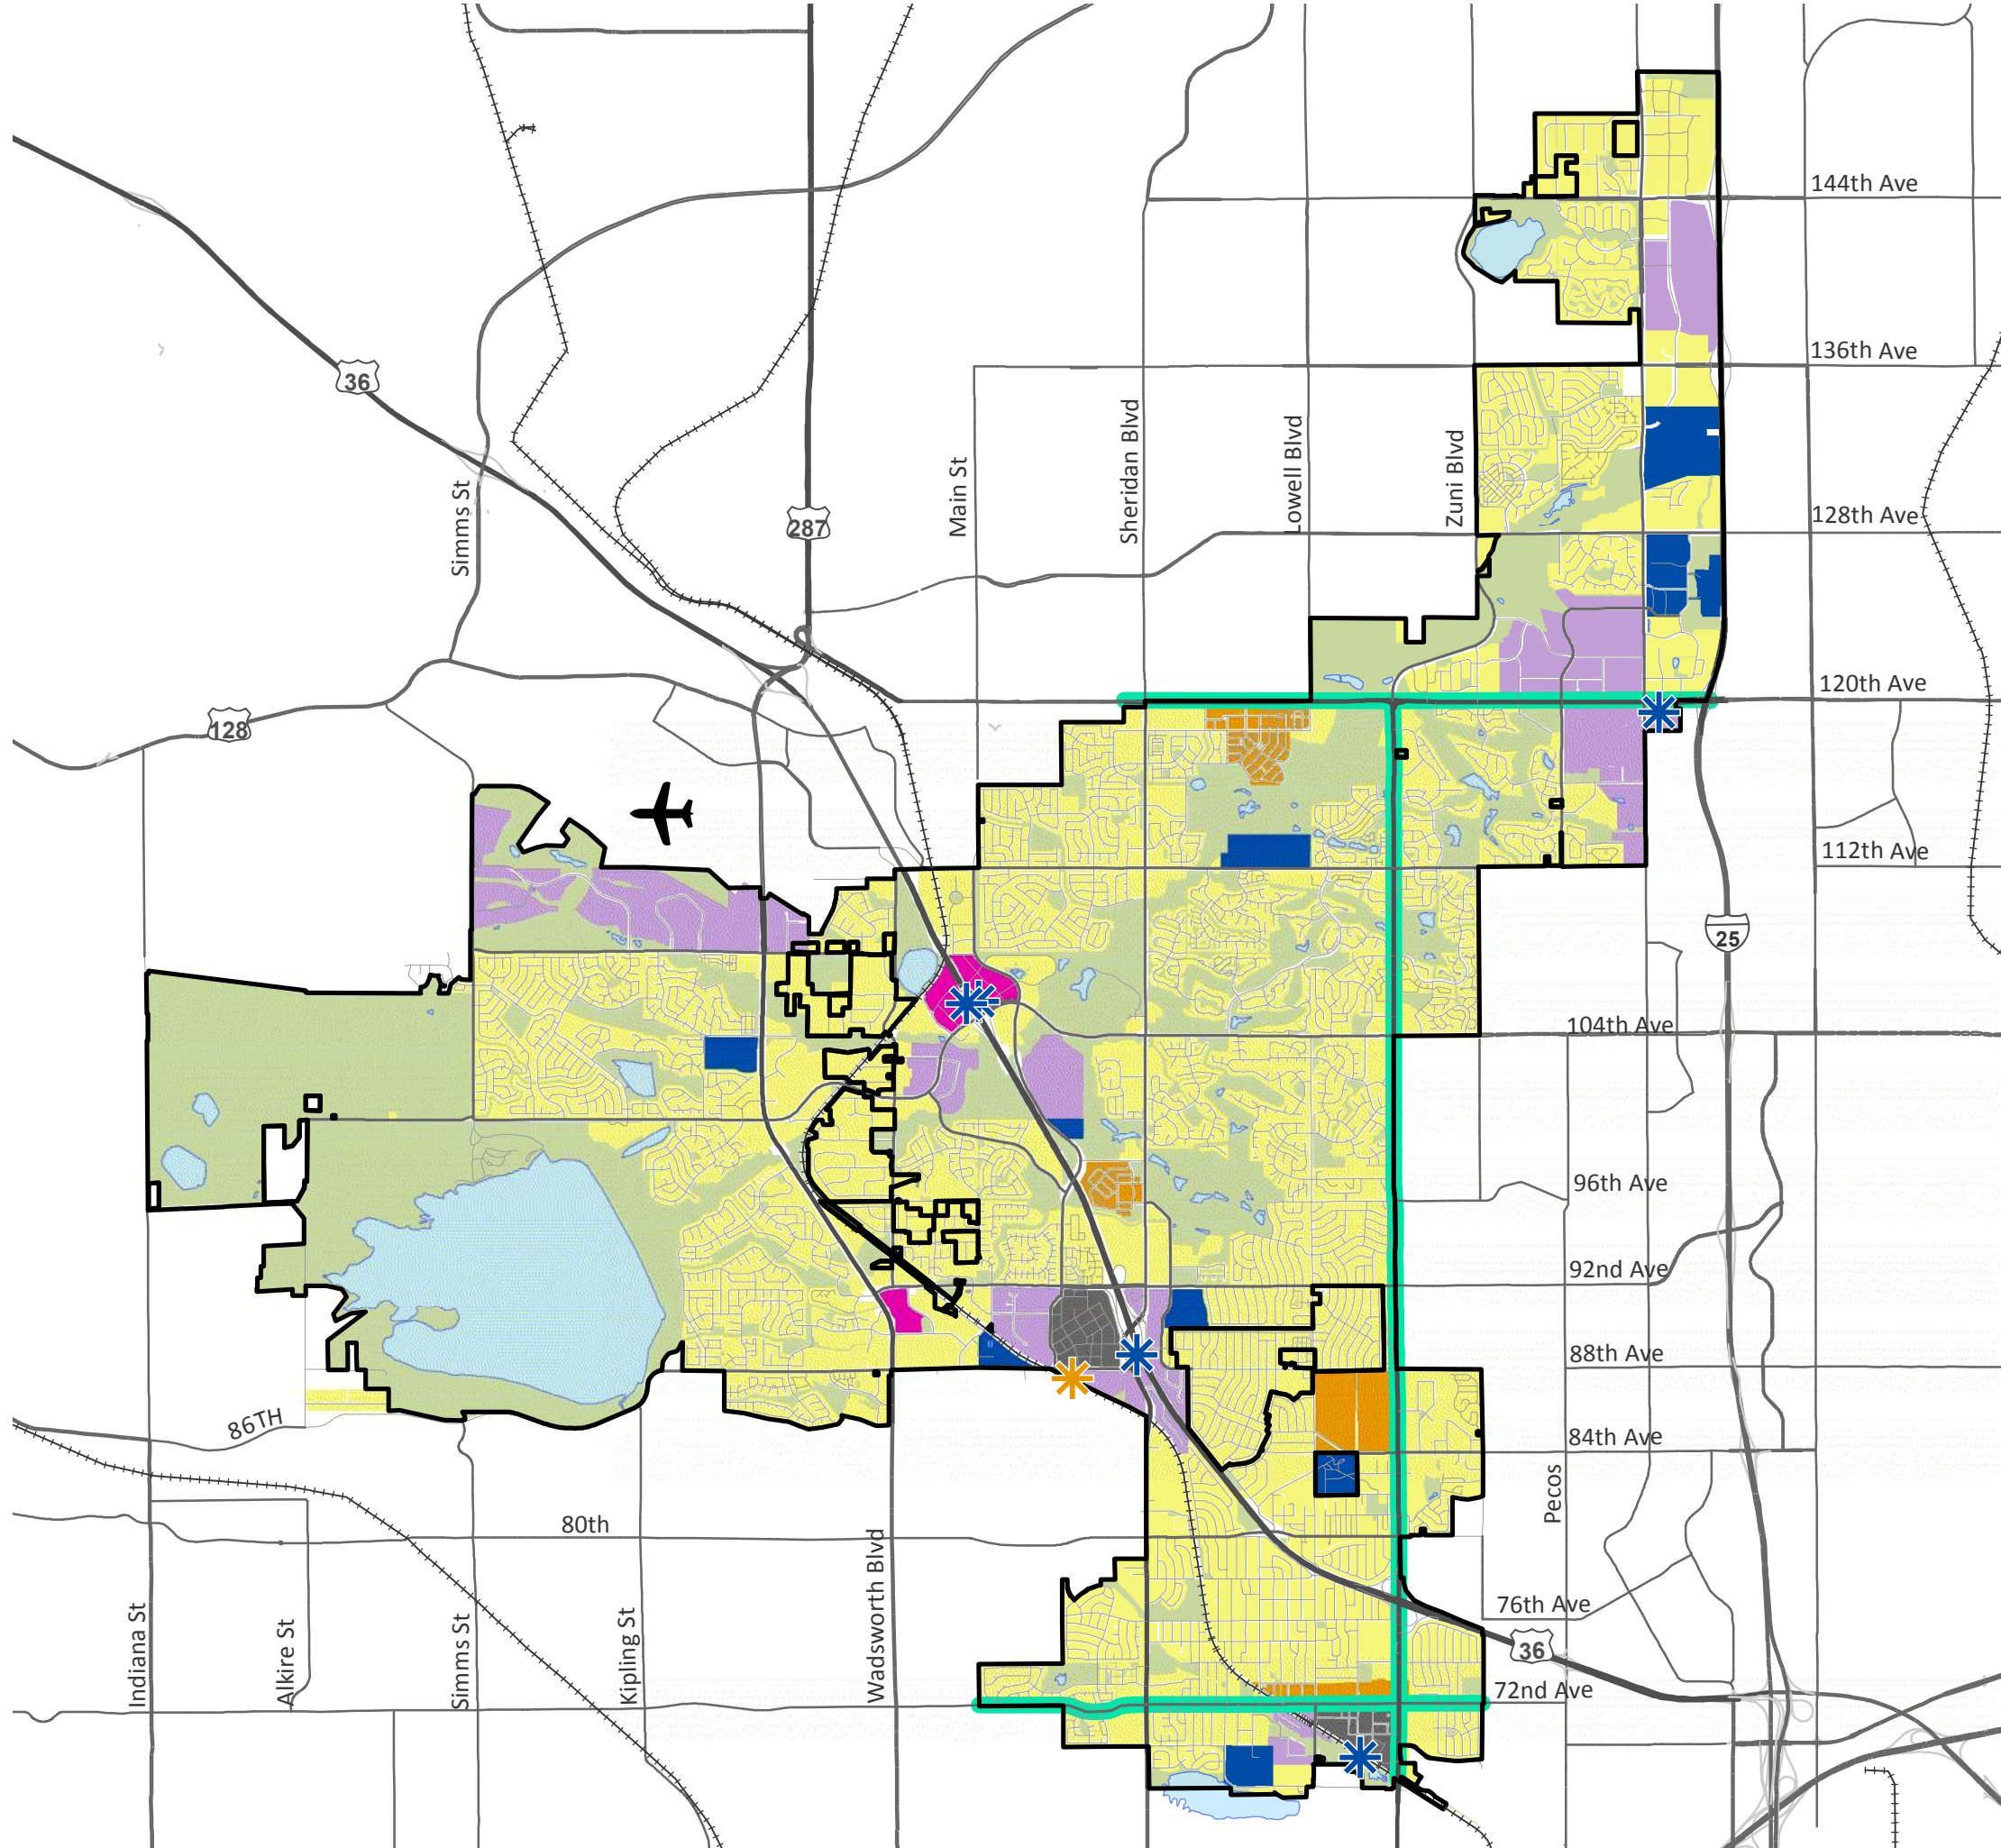 144th Ave
136th Ave
36
Main St
Sheridan Blvd
Lowell Blvd
Zuni Blvd
Simms St
287
128th Ave
120th Ave
128
112th Ave
25
104th Ave
96th Ave
92nd Ave
88th Ave
86TH
84th Ave
Pecos
80th
Wadsworth Blvd
76th Ave
Indiana St
Alkire St
Simms St
Kipling St
36
72nd Ave